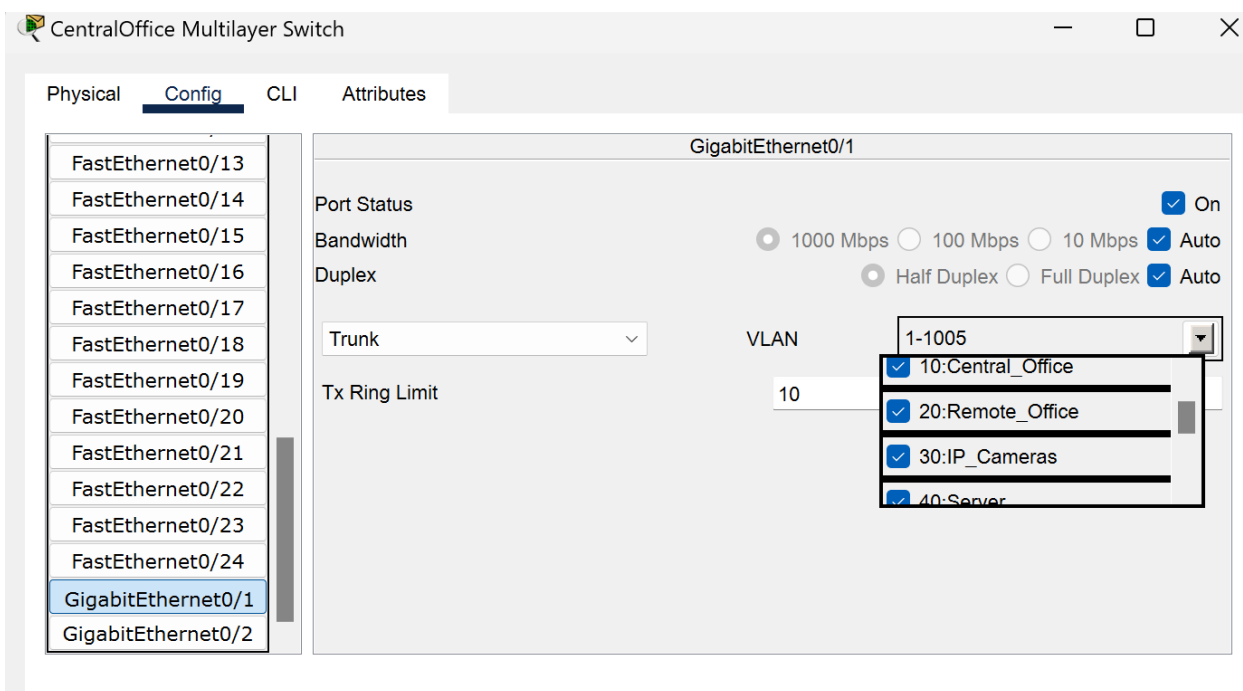 CentralOffice Multilayer Switch
Physical Config CLI Attributes
FastEthernet0/13
FastEthernet0/14
FastEthernet0/15
FastEthernet0/16
FastEthernet0/17
FastEthernet0/18
FastEthernet0/19
FastEthernet0/20
FastEthernet0/21
FastEthernet0/22
FastEthernet0/23
FastEthernet0/24
GigabitEthernet0/1
GigabitEthernet0/2
GigabitEthernet0/1
Port Status On
Bandwidth 1000 Mbps 100 Mbps 10 Mbps Auto
Duplex Half Duplex Full Duplex Auto
Trunk VLAN 1-1005
Tx Ring Limit 10
10:Central_Office
20:Remote_Office
30:IP_Cameras
40:Server